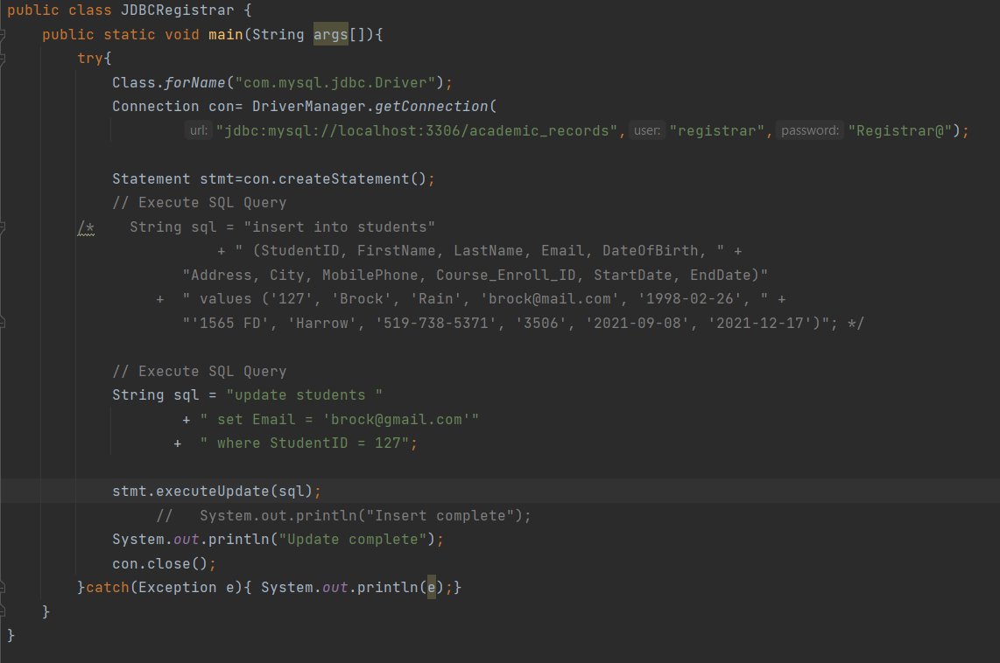 public class JDBCRegistrar {
    public static void main(String args[]){
        try{
            Class.forName("com.mysql.jdbc.Driver");
            Connection con= DriverManager.getConnection(
                    url: "jdbc:mysql://localhost:3306/academic_records", user: "registrar", password: "Registrar@");
            Statement stmt=con.createStatement();
            // Execute SQL Query
        /*    String sql = "insert into students"
                        + " (StudentID, FirstName, LastName, Email, DateOfBirth, " +
                    "Address, City, MobilePhone, Course_Enroll_ID, StartDate, EndDate)"
                 +  " values ('127', 'Brock', 'Rain', 'brock@mail.com', '1998-02-26', " +
                    "'1565 FD', 'Harrow', '519-738-5371', '3506', '2021-09-08', '2021-12-17')"; */
            // Execute SQL Query
            String sql = "update students "
                    + " set Email = 'brock@gmail.com'"
                   +  " where StudentID = 127";
            stmt.executeUpdate(sql);
                 //   System.out.println("Insert complete");
            System.out.println("Update complete");
            con.close();
        }catch(Exception e){ System.out.println(e);}
    }
}